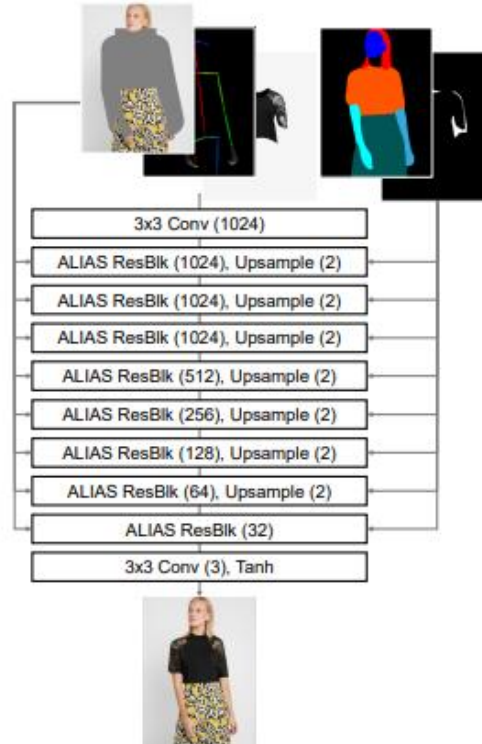 3x3 Conv (1024)
ALIAS ResBlk (1024), Upsample (2)
ALIAS ResBlk (1024), Upsample (2)
ALIAS ResBlk (1024), Upsample (2)
ALIAS ResBlk (512), Upsample (2)
ALIAS ResBlk (256), Upsample (2)
ALIAS ResBlk (128), Upsample (2)
ALIAS ResBlk (64), Upsample (2)
ALIAS ResBlk (32)
3x3 Conv (3), Tanh